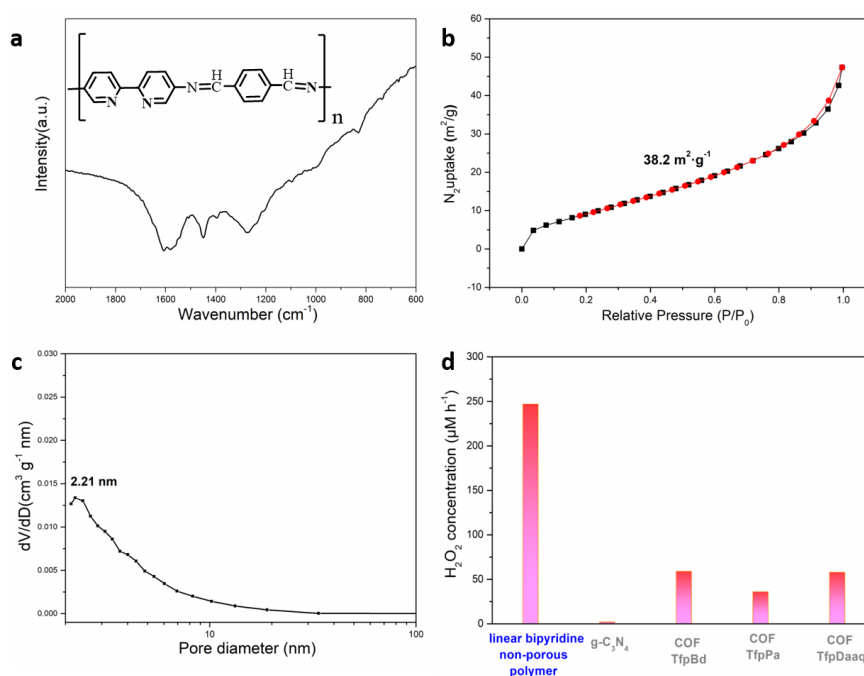 a
[ N N N=C H C=N H ]n
Intensity(a.u.)
2000 1800 1600 1400 1200 1000 800 600
Wavenumber (cm-1)
b
60
50
40
30
20
10
0
-10
N2uptake (m2/g)
38.2 m2·g-1
0.0 0.2 0.4 0.6 0.8 1.0
Relative Pressure (P/P0)
c
0.030
0.025
0.020
0.015
0.010
0.005
0.000
dV/dD(cm3 g-1 nm)
2.21 nm
10 100
Pore diameter (nm)
d
300
250
200
150
100
50
0
H2O2 concentration (μM h-1)
linear bipyridine
non-porous
polymer
g-C3N4
COF
TfpBd
COF
TfpPa
COF
TfpDaaq